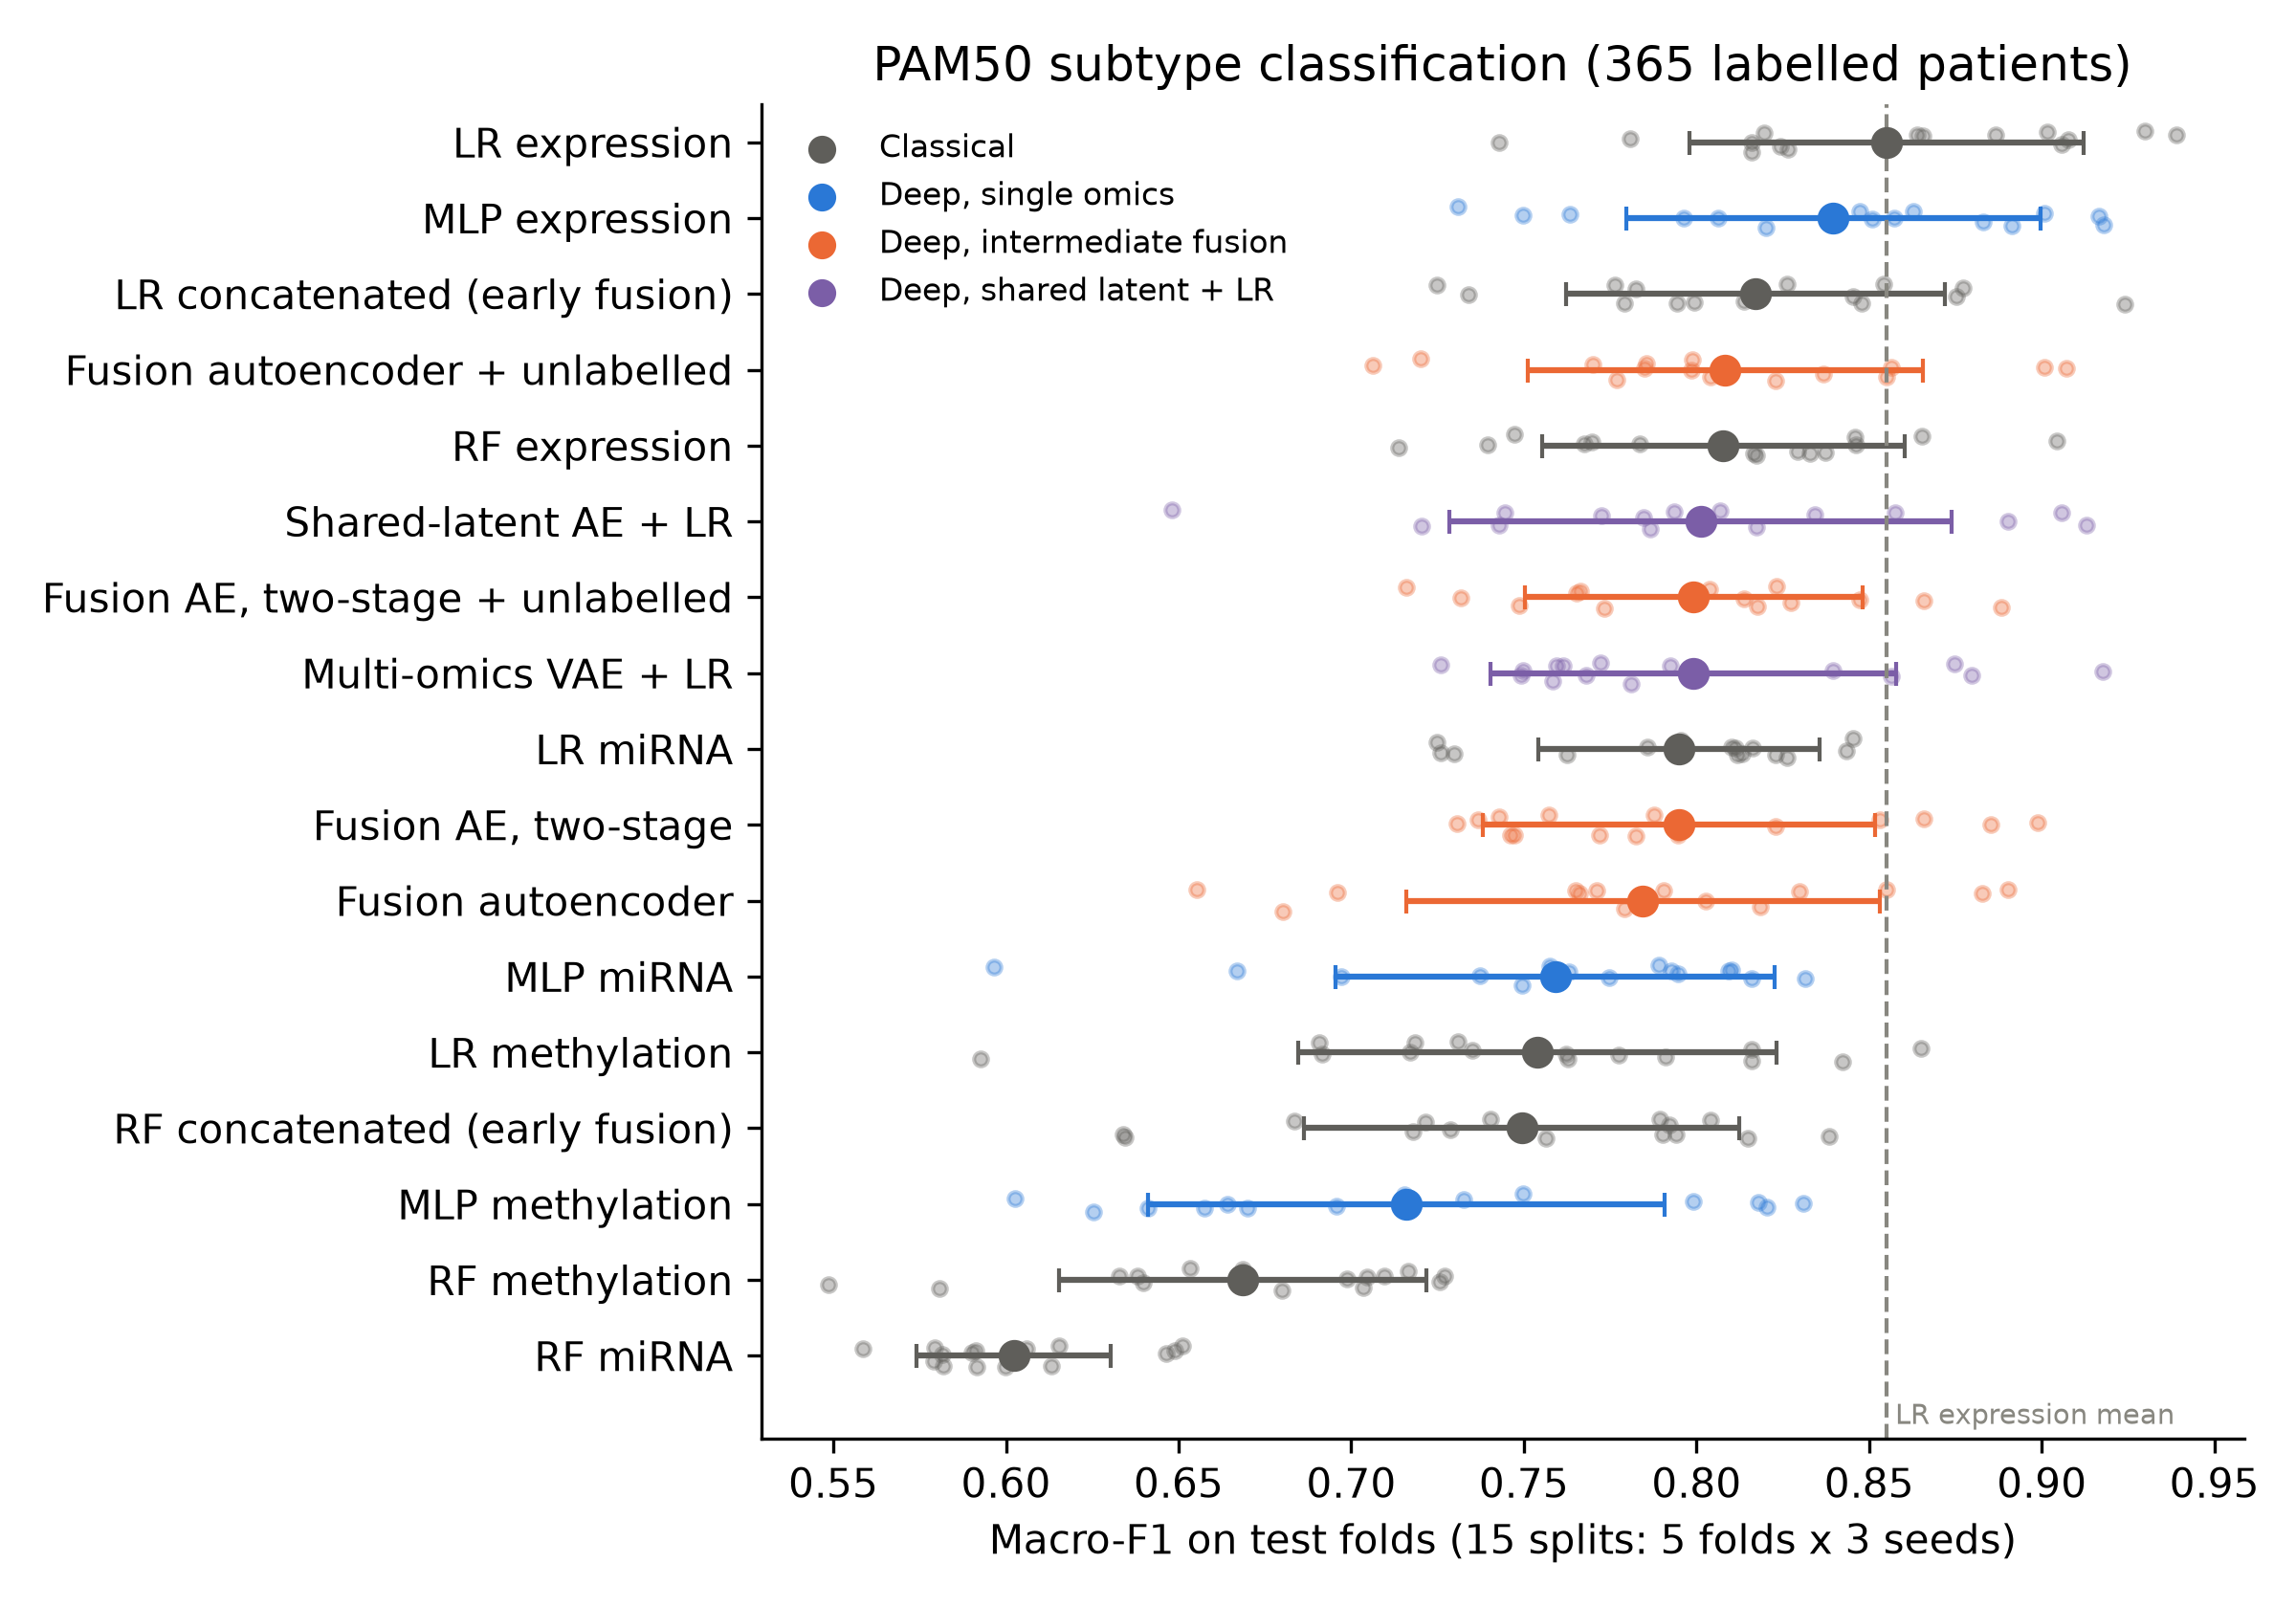 PAM50 subtype classification (365 labelled patients)
Classical
Deep, single omics
Deep, intermediate fusion
Deep, shared latent + LR
LR expression
MLP expression
LR concatenated (early fusion)
Fusion autoencoder + unlabelled
RF expression
Shared-latent AE + LR
Fusion AE, two-stage + unlabelled
Multi-omics VAE + LR
LR miRNA
Fusion AE, two-stage
Fusion autoencoder
MLP miRNA
LR methylation
RF concatenated (early fusion)
MLP methylation
RF methylation
RF miRNA
LR expression mean
0.55 0.60 0.65 0.70 0.75 0.80 0.85 0.90 0.95
Macro-F1 on test folds (15 splits: 5 folds x 3 seeds)